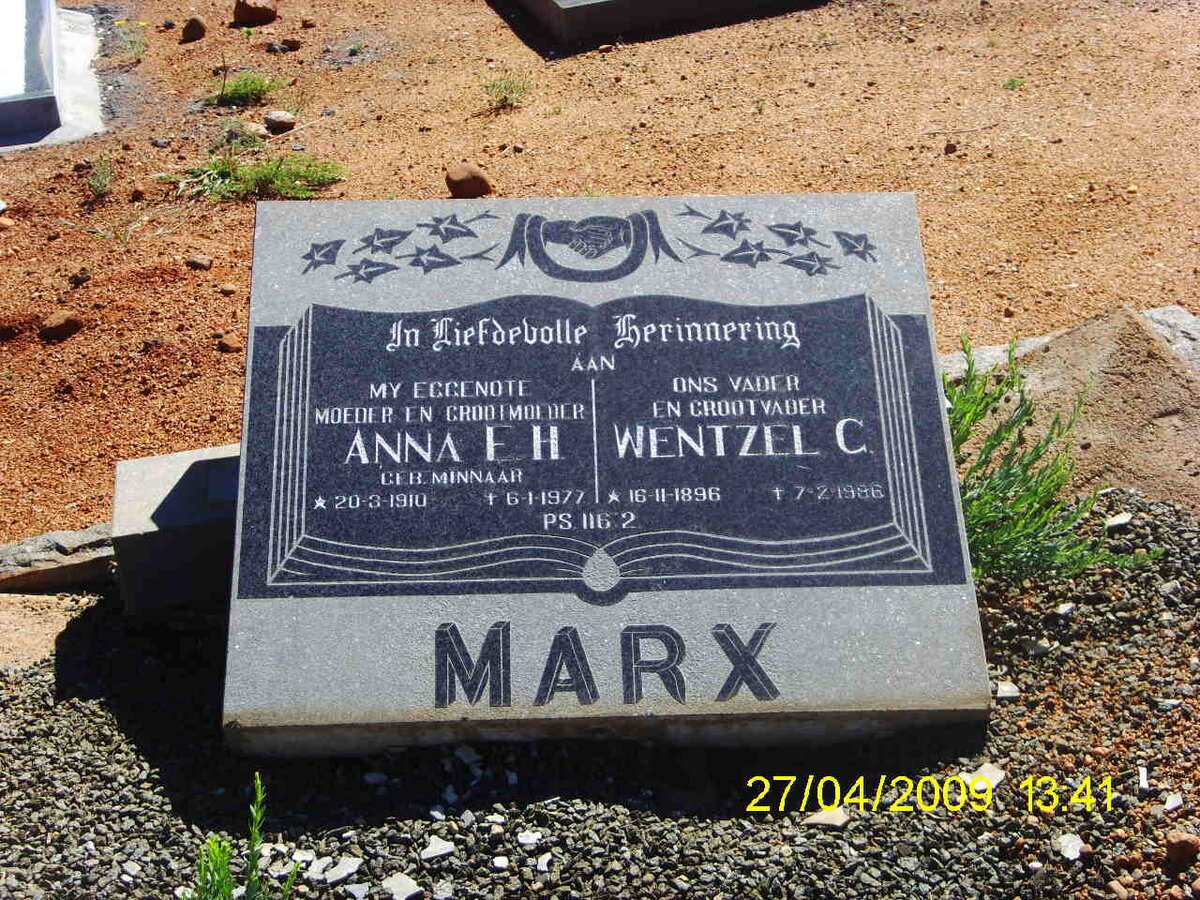 In Liefdevolle Herinnering
AAN
MY EGGENOTE
MOEDER EN GROOTMOEDER
ANNA E.H.
GEB. MINNAAR
★ 20-3-1910 † 6-1-1977
ONS VADER
EN GROOTVADER
WENTZEL C.
★ 16-11-1896 † 7-2-1986
PS. 116:2
MARX
27/04/2009 13:41